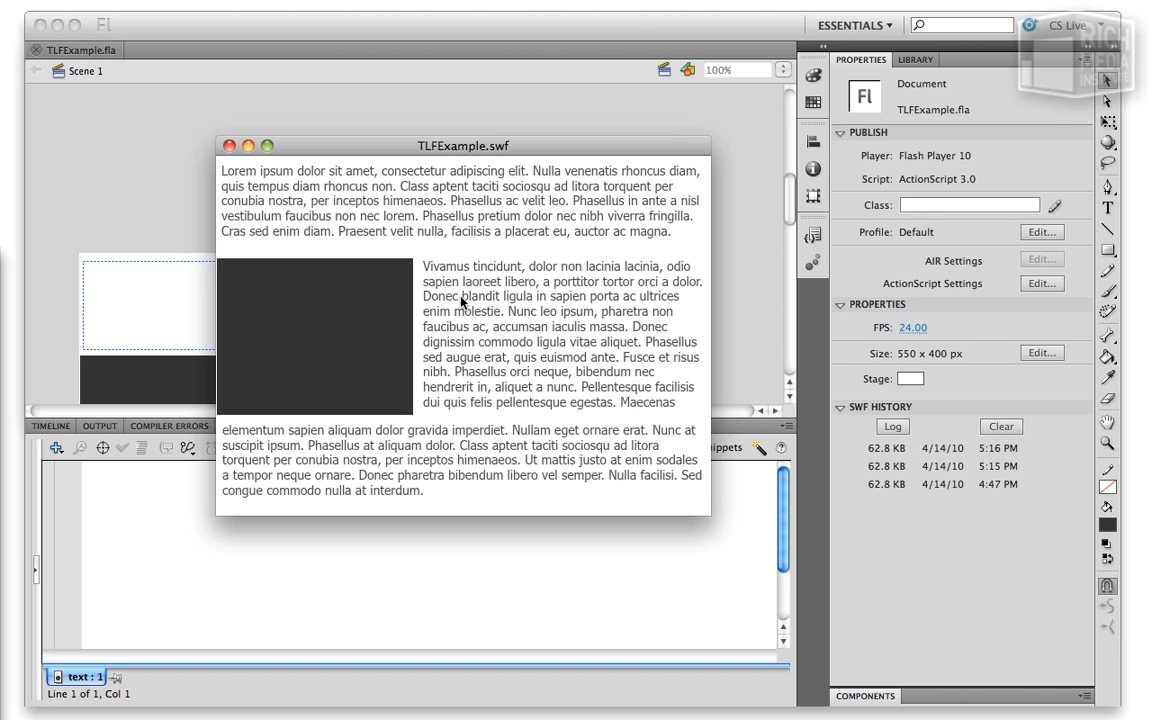 Fl
ESSENTIALS
CS Live
RICH
MEDIA
TLFExample.fla
Scene 1
100%
PROPERTIES
LIBRARY
Fl
Document
TLFExample.fla
PUBLISH
Player: Flash Player 10
Script: ActionScript 3.0
Class:
Profile: Default
Edit...
AIR Settings
Edit...
ActionScript Settings
Edit...
PROPERTIES
FPS: 24.00
Size: 550 x 400 px
Edit...
Stage:
SWF HISTORY
Log
Clear
62.8 KB 4/14/10 5:16 PM
62.8 KB 4/14/10 5:15 PM
62.8 KB 4/14/10 4:47 PM
COMPONENTS
TLFExample.swf
Lorem ipsum dolor sit amet, consectetur adipiscing elit. Nulla venenatis rhoncus diam,
quis tempus diam rhoncus non. Class aptent taciti sociosqu ad litora torquent per
conubia nostra, per inceptos himenaeos. Phasellus ac velit leo. Phasellus in ante a nisl
vestibulum faucibus non nec lorem. Phasellus pretium dolor nec nibh viverra fringilla.
Cras sed enim diam. Praesent velit nulla, facilisis a placerat eu, auctor ac magna.
Vivamus tincidunt, dolor non lacinia lacinia, odio
sapien laoreet libero, a porttitor tortor orci a dolor.
Donec blandit ligula in sapien porta ac ultrices
enim molestie. Nunc leo ipsum, pharetra non
faucibus ac, accumsan iaculis massa. Donec
dignissim commodo ligula vitae aliquet. Phasellus
sed augue erat, quis euismod ante. Fusce et risus
nibh. Phasellus orci neque, bibendum nec
hendrerit in, aliquet a nunc. Pellentesque facilisis
dui quis felis pellentesque egestas. Maecenas
elementum sapien aliquam dolor gravida imperdiet. Nullam eget ornare erat. Nunc at
suscipit ipsum. Phasellus at aliquam dolor. Class aptent taciti sociosqu ad litora
torquent per conubia nostra, per inceptos himenaeos. Ut mattis justo at enim sodales
a tempor neque ornare. Donec pharetra bibendum libero vel semper. Nulla facilisi. Sed
congue commodo nulla at interdum.
TIMELINE
OUTPUT
COMPILER ERRORS
ippets
text : 1
Line 1 of 1, Col 1